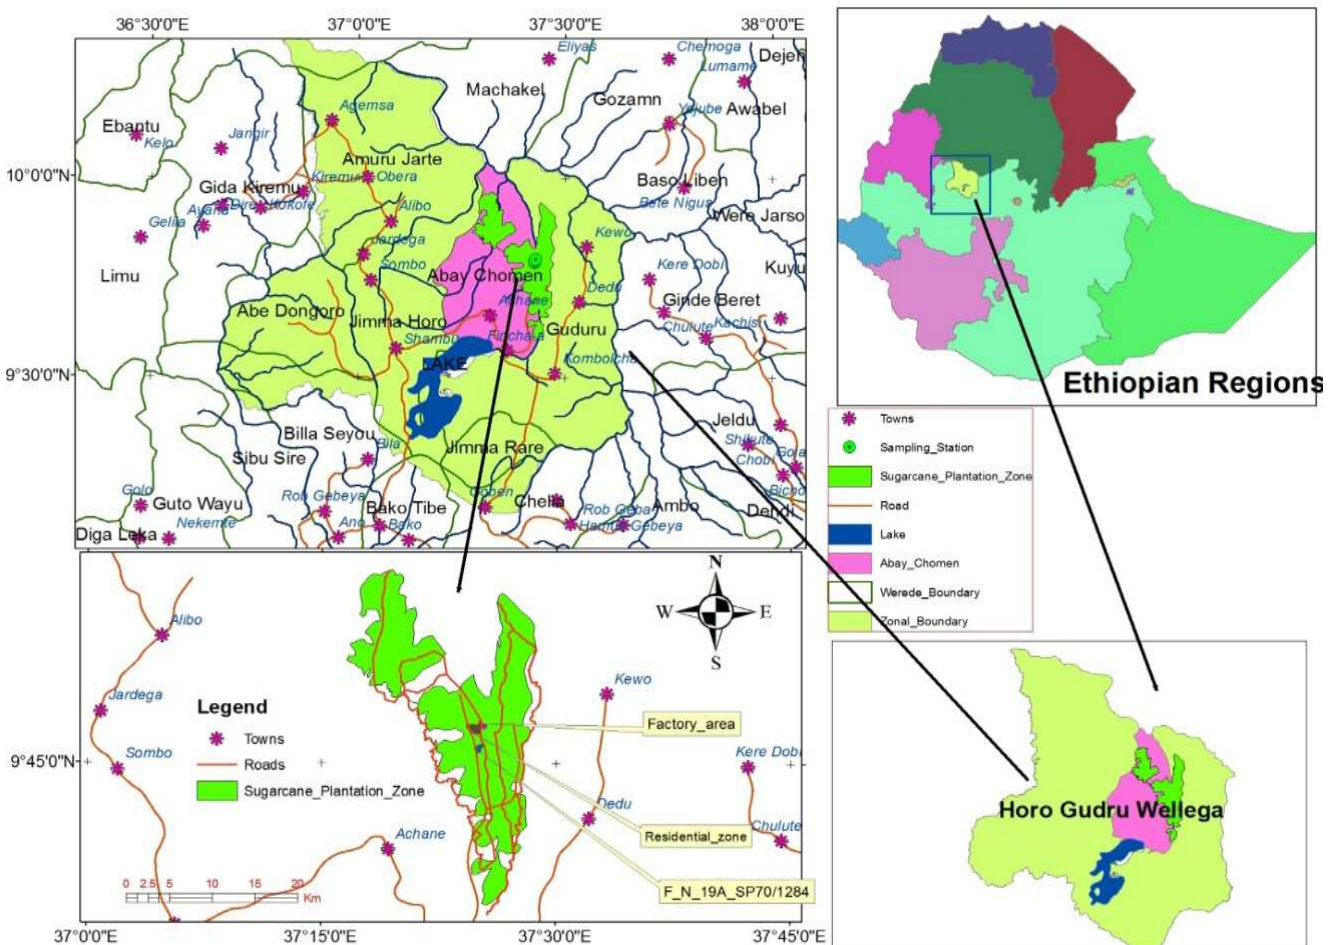 36°30'0"E 37°0'0"E 37°30'0"E 38°0'0"E
Eliyas Chemoga Dejen
Lumame
Machakel Gozamn Yejube Awabel
Agemsa
Ebantu
Kelo Jangir
Amuru Jarte
10°0'0"N
Gida Kiremu Kiremu Obera Baso Liben
Bete Nigus
Ayana Dire Kokofe Alibo Were Jarso
Gelila
Jardega Kewo
Limu Sombo Abay Chomen Kere Dobi Kuyu
Abe Dongoro Jimma Horo Achane Dedu Ginde Beret
Shambu Finchaa Guduru Chulute Kachisi
9°30'0"N
LAKE Kombolcha
Billa Seyou Jimma Rare Jeldu
Sibu Sire Bila Shikute
Chobi Gola
Golo Guto Wayu Rob Gebeya Goben Chelia Rob Geba Ambo Bicho
Bako Tibe Dendi
Diga Leka Nekemte Ano Bako Hamus Gebeya
Ethiopian Regions
Towns
Sampling_Station
Sugarcane_Plantation_Zone
Road
Lake
Abay_Chomen
Werede_Boundary
Zonal_Boundary
N
W E
S
Alibo
Jardega
Kewo
Legend
Towns
Roads
Sugarcane_Plantation_Zone
Factory_area
9°45'0"N
Sombo
Kere Dobi
Dedu
Achane
Chulute
Residential_zone
F_N_19A_SP70/1284
0 2.5 5 10 15 20
Km
37°0'0"E 37°15'0"E 37°30'0"E 37°45'0"E
Horo Gudru Wellega